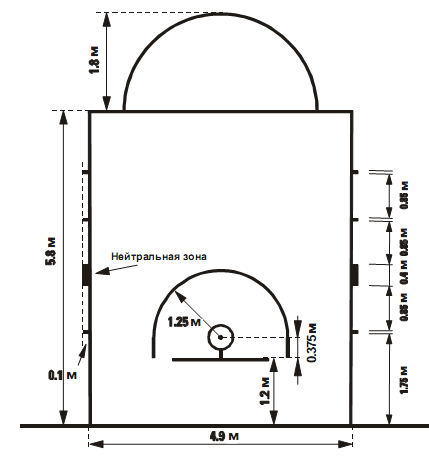 1.8 м
5.8 м
Нейтральная зона
0.85 м
0.85 м
0.4 м
0.85 м
1.25 м
0.375 м
1.75 м
0.1 м
1.2 м
4.9 м